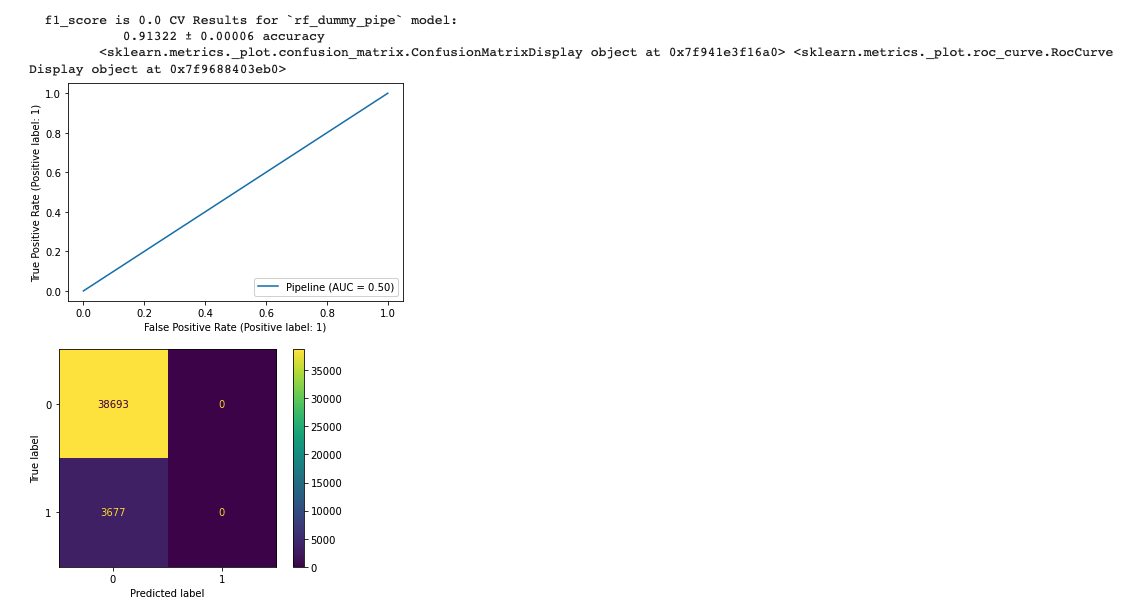 f1_score is 0.0 CV Results for `rf_dummy_pipe` model:
0.91322 ± 0.00006 accuracy
<sklearn.metrics._plot.confusion_matrix.ConfusionMatrixDisplay object at 0x7f941e3f16a0> <sklearn.metrics._plot.roc_curve.RocCurve
Display object at 0x7f9688403eb0>
True Positive Rate (Positive label: 1)
1.0
0.8
0.6
0.4
0.2
0.0
Pipeline (AUC = 0.50)
0.0 0.2 0.4 0.6 0.8 1.0
False Positive Rate (Positive label: 1)
True label
0
1
38693 0
3677 0
0 1
Predicted label
35000
30000
25000
20000
15000
10000
5000
0